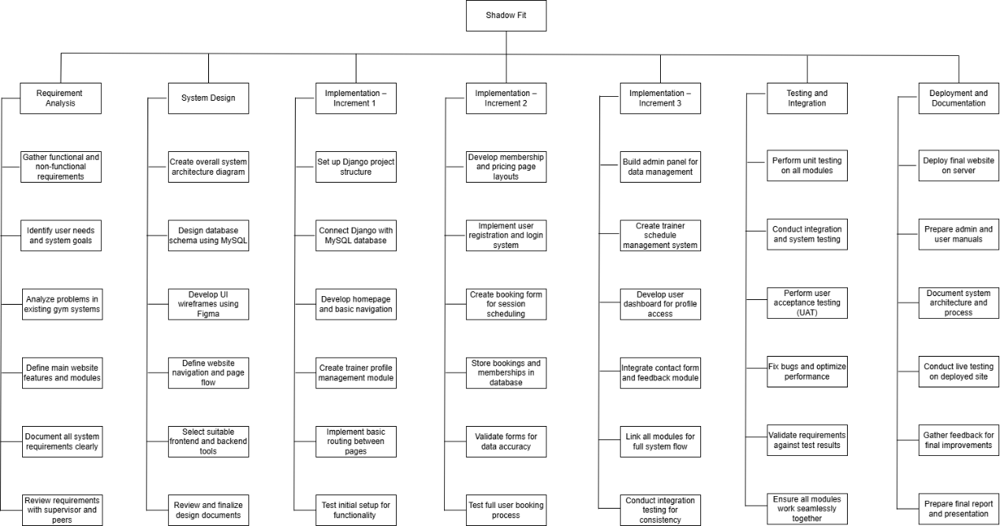 Shadow Fit
Requirement
Analysis
System Design
Implementation –
Increment 1
Implementation –
Increment 2
Implementation –
Increment 3
Testing and
Integration
Deployment and
Documentation
Gather functional and
non-functional
requirements
Create overall system
architecture diagram
Set up Django project
structure
Develop membership
and pricing page
layouts
Build admin panel for
data management
Perform unit testing
on all modules
Deploy final website
on server
Identify user needs
and system goals
Design database
schema using MySQL
Connect Django with
MySQL database
Implement user
registration and login
system
Create trainer
schedule
management system
Conduct integration
and system testing
Prepare admin and
user manuals
Analyze problems in
existing gym systems
Develop UI
wireframes using
Figma
Develop homepage
and basic navigation
Create booking form
for session
scheduling
Develop user
dashboard for profile
access
Perform user
acceptance testing
(UAT)
Document system
architecture and
process
Define main website
features and modules
Define website
navigation and page
flow
Create trainer profile
management module
Store bookings and
memberships in
database
Integrate contact form
and feedback module
Fix bugs and optimize
performance
Conduct live testing
on deployed site
Document all system
requirements clearly
Select suitable
frontend and backend
tools
Implement basic
routing between
pages
Validate forms for
data accuracy
Link all modules for
full system flow
Validate requirements
against test results
Gather feedback for
final improvements
Review requirements
with supervisor and
peers
Review and finalize
design documents
Test initial setup for
functionality
Test full user booking
process
Conduct integration
testing for
consistency
Ensure all modules
work seamlessly
together
Prepare final report
and presentation